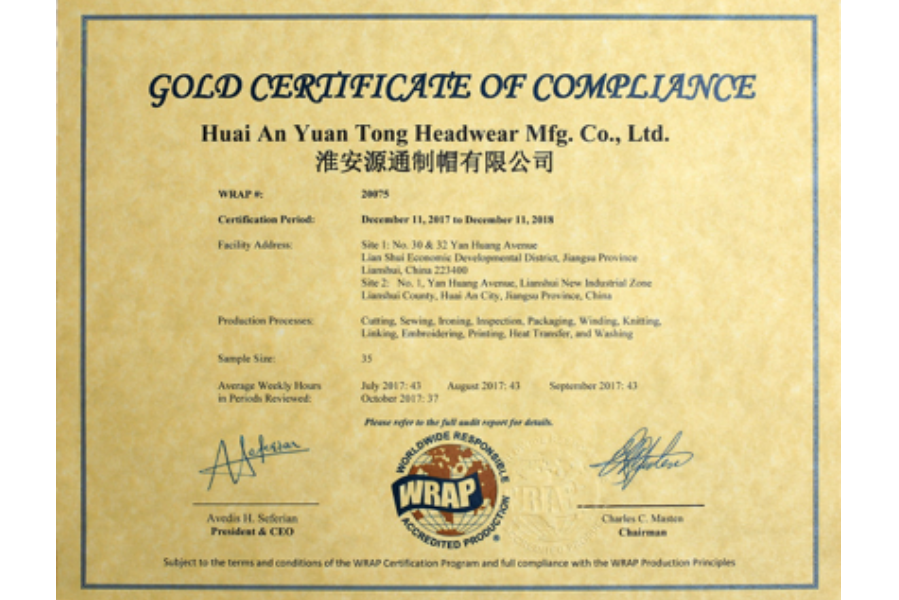 GOLD CERTIFICATE OF COMPLIANCE
Huai An Yuan Tong Headwear Mfg. Co., Ltd.
淮安源通制帽有限公司
WRAP #: 20075
Certification Period: December 11, 2017 to December 11, 2018
Facility Address: Site 1: No. 30 & 32 Yan Huang Avenue
Lian Shui Economic Developmental District, Jiangsu Province
Lianshui, China 223400
Site 2: No. 1, Yan Huang Avenue, Lianshui New Industrial Zone
Lianshui County, Huai An City, Jiangsu Province, China
Production Processes: Cutting, Sewing, Ironing, Inspection, Packaging, Winding, Knitting,
Linking, Embroidering, Printing, Heat Transfer, and Washing
Sample Size: 35
Average Weekly Hours July 2017: 43 August 2017: 43 September 2017: 43
in Periods Reviewed: October 2017: 37
Please refer to the full audit report for details.
WORLDWIDE RESPONSIBLE
WRAP
ACCREDITED PRODUCTION
®
WRAP
Avedis H. Seferian
President & CEO
Charles C. Masten
Chairman
Subject to the terms and conditions of the WRAP Certification Program and full compliance with the WRAP Production Principles